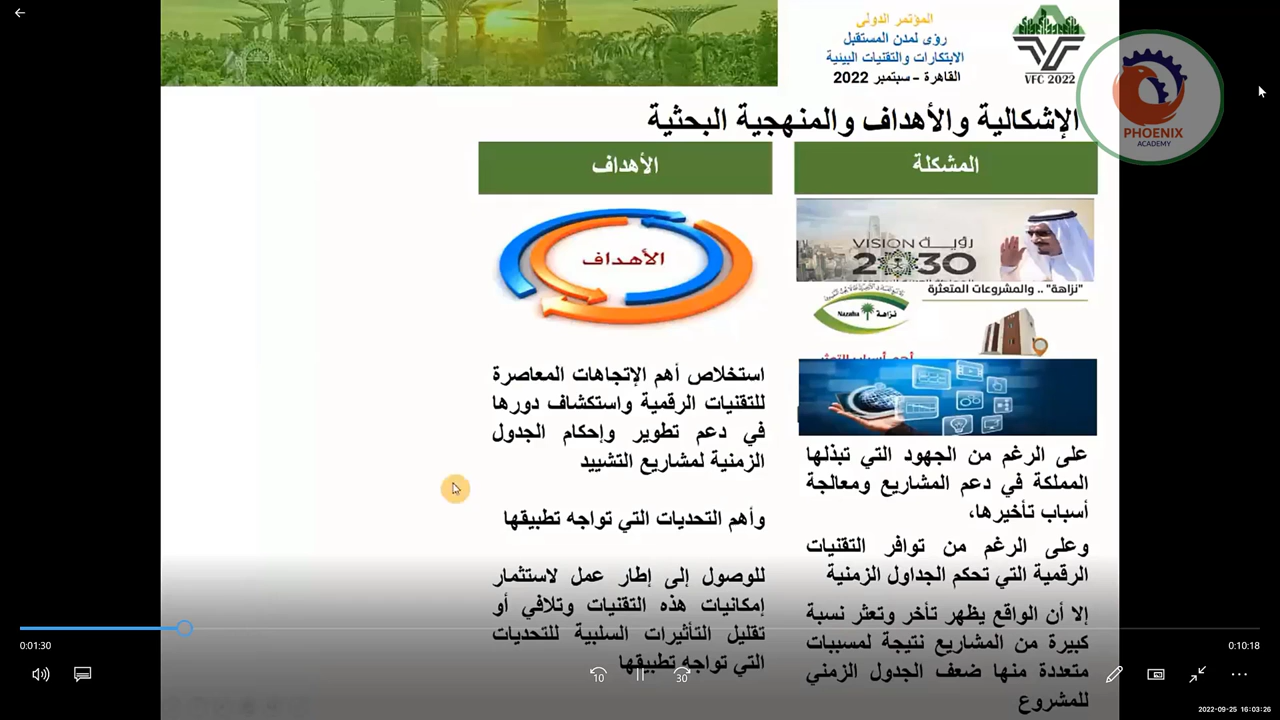 المؤتمر الدولى
رؤى لمدن المستقبل
الابتكارات والتقنيات البيئية
القاهرة - سبتمبر 2022
VFC 2022
PHOENIX
ACADEMY
الإشكالية والأهداف والمنهجية البحثية
المشكلة
رؤيـــة VISION
2030
"نزاهة" .. والمشروعات المتعثرة
نزاهـة Nazaha
على الرغم من الجهود التي تبذلها
المملكة في دعم المشاريع ومعالجة
أسباب تأخيرها،
وعلى الرغم من توافر التقنيات
الرقمية التي تحكم الجداول الزمنية
إلا أن الواقع يظهر تأخر وتعثر نسبة
كبيرة من المشاريع نتيجة لمسببات
متعددة منها ضعف الجدول الزمني
للمشروع
الأهداف
الأهداف
استخلاص أهم الإتجاهات المعاصرة
للتقنيات الرقمية واستكشاف دورها
في دعم تطوير وإحكام الجدول
الزمنية لمشاريع التشييد
وأهم التحديات التي تواجه تطبيقها
للوصول إلى إطار عمل لاستثمار
إمكانيات هذه التقنيات وتلافي أو
تقليل التأثيرات السلبية للتحديات
التي تواجه تطبيقها
0:01:30
0:10:18
10
30
2022-09-25 16:03:26